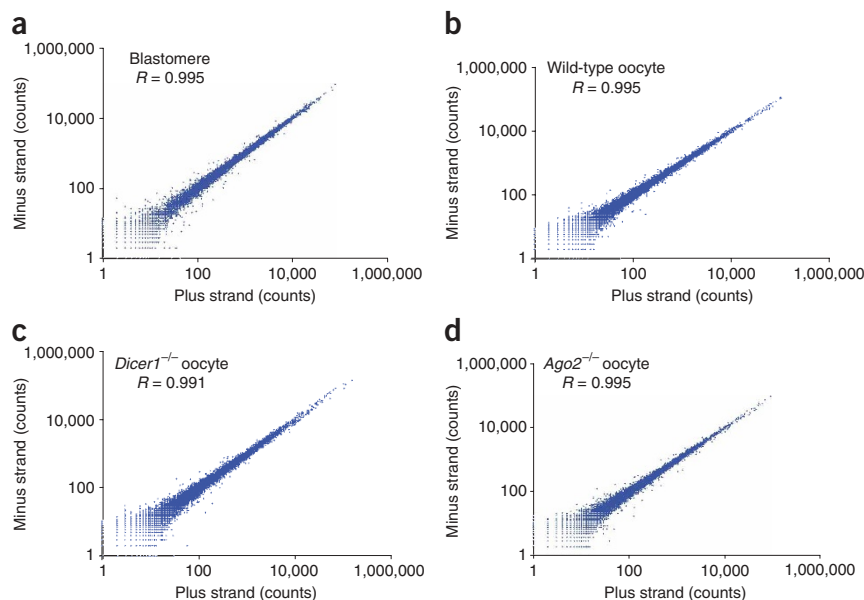 a
1,000,000
10,000
100
1
Minus strand (counts)
Blastomere
R = 0.995
1 100 10,000 1,000,000
Plus strand (counts)
b
1,000,000
10,000
100
1
Minus strand (counts)
Wild-type oocyte
R = 0.995
1 100 10,000 1,000,000
Plus strand (counts)
c
1,000,000
10,000
100
1
Minus strand (counts)
Dicer1−/− oocyte
R = 0.991
1 100 10,000 1,000,000
Plus strand (counts)
d
1,000,000
10,000
100
1
Minus strand (counts)
Ago2−/− oocyte
R = 0.995
1 100 10,000 1,000,000
Plus strand (counts)